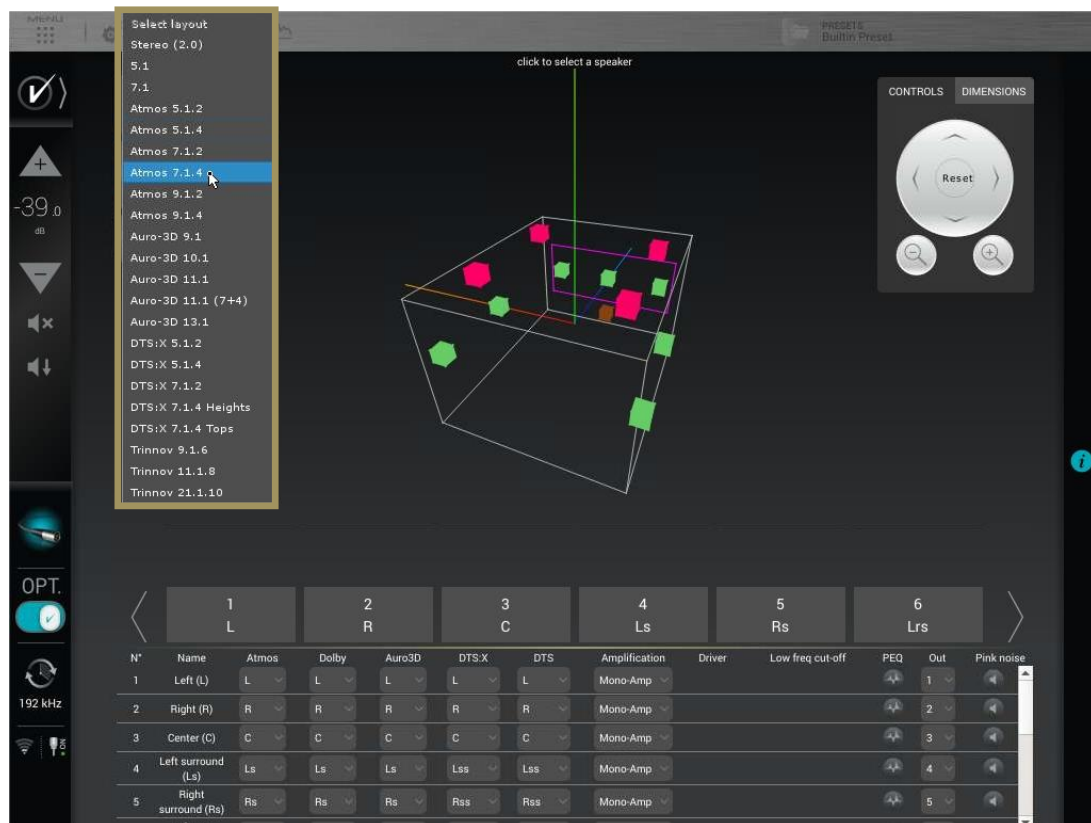 MENU
PRESETS
Builtin Preset
Select layout
Stereo (2.0)
5.1
7.1
Atmos 5.1.2
Atmos 5.1.4
Atmos 7.1.2
Atmos 7.1.4
Atmos 9.1.2
Atmos 9.1.4
Auro-3D 9.1
Auro-3D 10.1
Auro-3D 11.1
Auro-3D 11.1 (7+4)
Auro-3D 13.1
DTS:X 5.1.2
DTS:X 5.1.4
DTS:X 7.1.2
DTS:X 7.1.4 Heights
DTS:X 7.1.4 Tops
Trinnov 9.1.6
Trinnov 11.1.8
Trinnov 21.1.10
click to select a speaker
CONTROLS DIMENSIONS
Reset
-39.0
dB
OPT.
192 kHz
ON
i
1 2 3 4 5 6
L R C Ls Rs Lrs
N° Name Atmos Dolby Auro3D DTS:X DTS Amplification Driver Low freq cut-off PEQ Out Pink noise
1 Left (L) L L L L L Mono-Amp 1
2 Right (R) R R R R R Mono-Amp 2
3 Center (C) C C C C C Mono-Amp 3
4 Left surround (Ls) Ls Ls Ls Lss Lss Mono-Amp 4
5 Right surround (Rs) Rs Rs Rs Rss Rss Mono-Amp 5